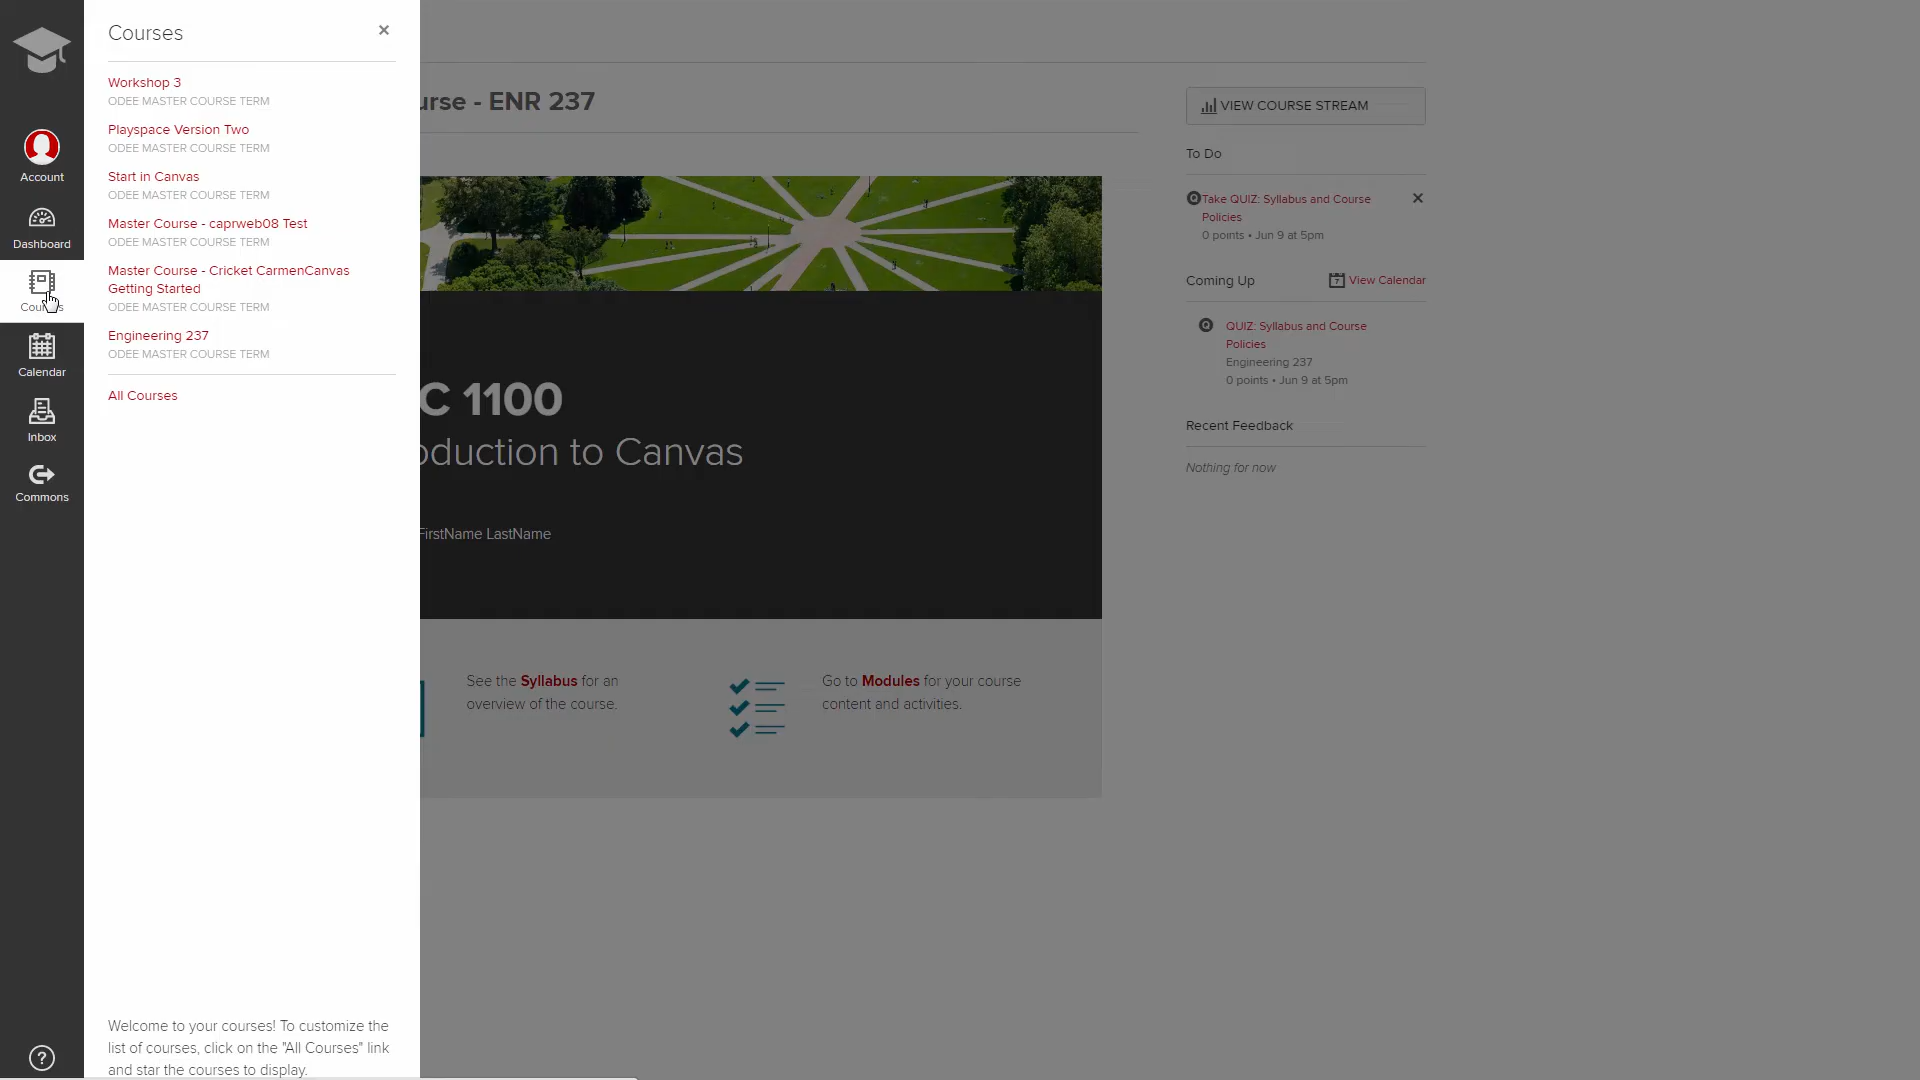 Account
Dashboard
Courses
Calendar
Inbox
Commons
?
Courses
Workshop 3
ODEE MASTER COURSE TERM
Playspace Version Two
ODEE MASTER COURSE TERM
Start in Canvas
ODEE MASTER COURSE TERM
Master Course - caprweb08 Test
ODEE MASTER COURSE TERM
Master Course - Cricket CarmenCanvas
Getting Started
ODEE MASTER COURSE TERM
Engineering 237
ODEE MASTER COURSE TERM
All Courses
Welcome to your courses! To customize the
list of courses, click on the "All Courses" link
and star the courses to display.
urse - ENR 237
C 1100
oduction to Canvas
FirstName LastName
See the Syllabus for an
overview of the course.
Go to Modules for your course
content and activities.
VIEW COURSE STREAM
To Do
Take QUIZ: Syllabus and Course
Policies
0 points • Jun 9 at 5pm
Coming Up
7 View Calendar
QUIZ: Syllabus and Course
Policies
Engineering 237
0 points • Jun 9 at 5pm
Recent Feedback
Nothing for now